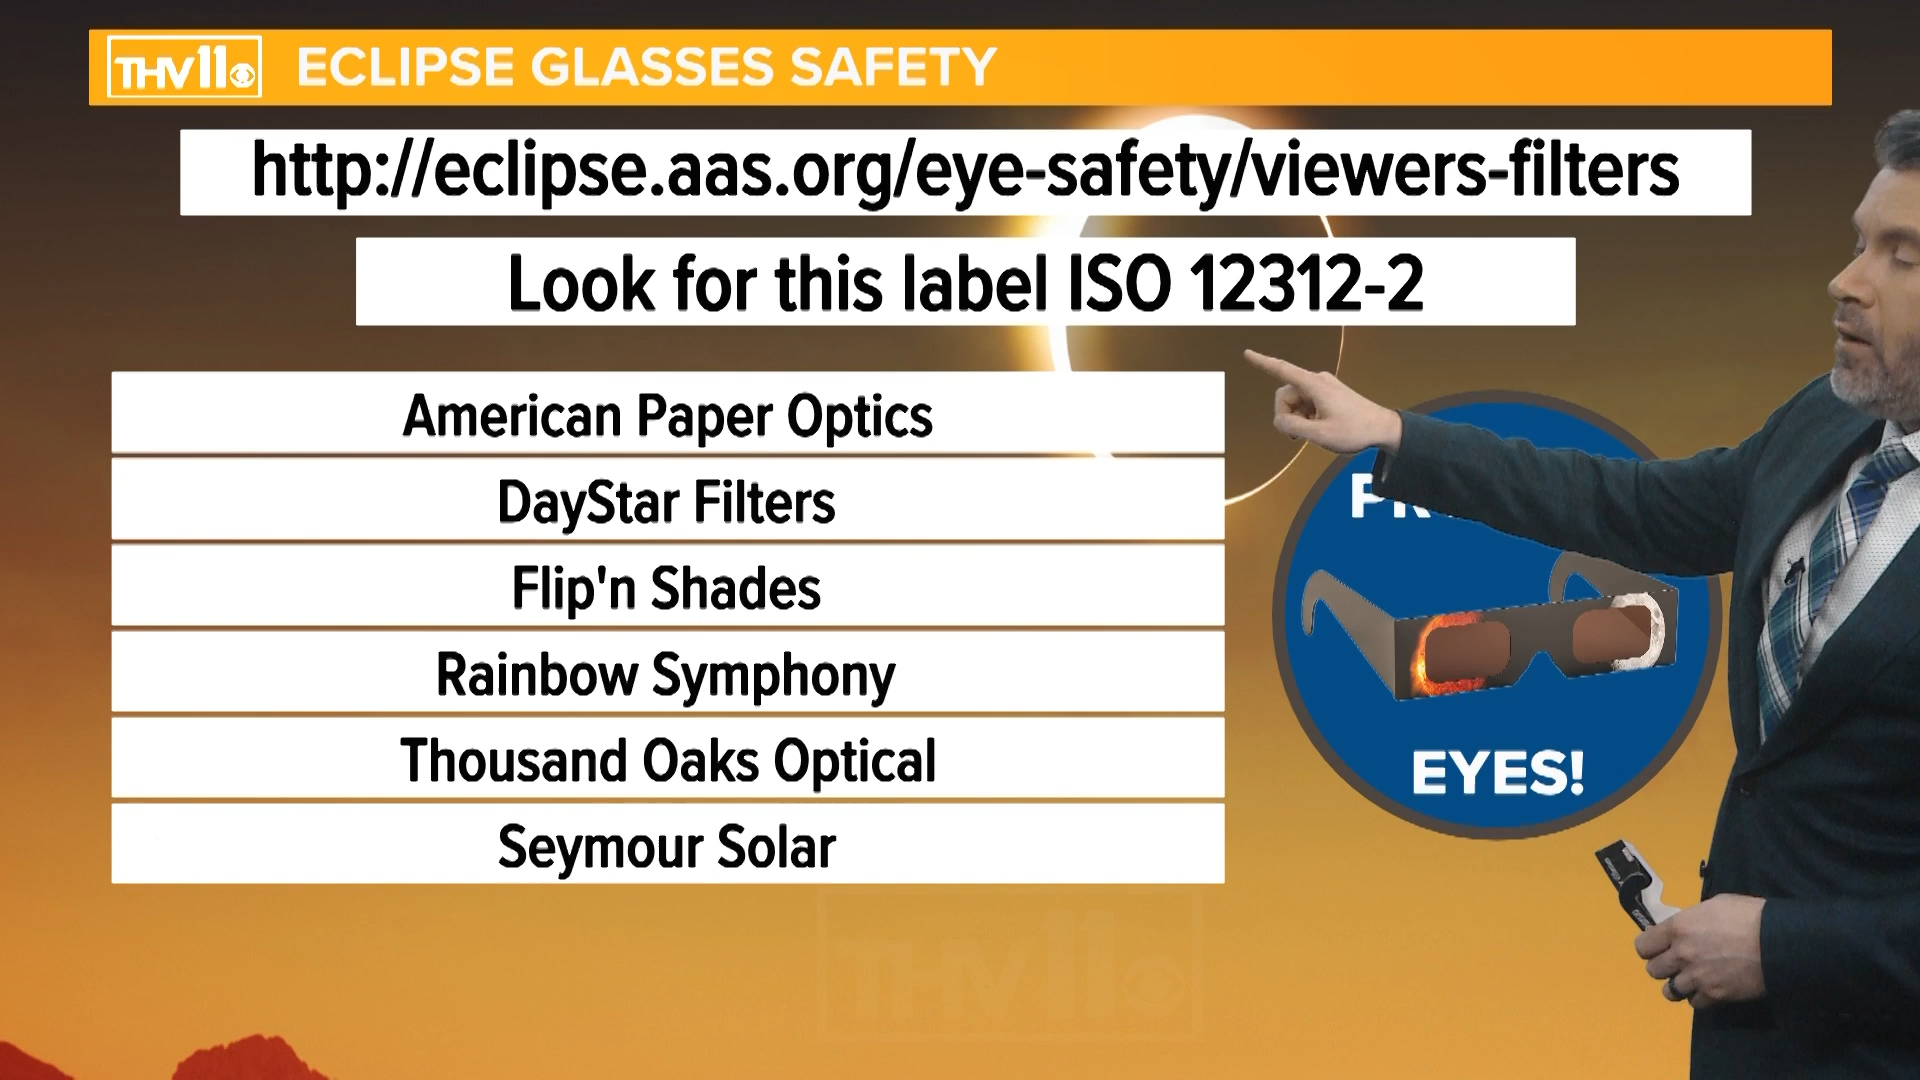 THV11 ECLIPSE GLASSES SAFETY
http://eclipse.aas.org/eye-safety/viewers-filters
Look for this label ISO 12312-2
American Paper Optics
DayStar Filters
Flip'n Shades
Rainbow Symphony
Thousand Oaks Optical
Seymour Solar
EYES!
THV11